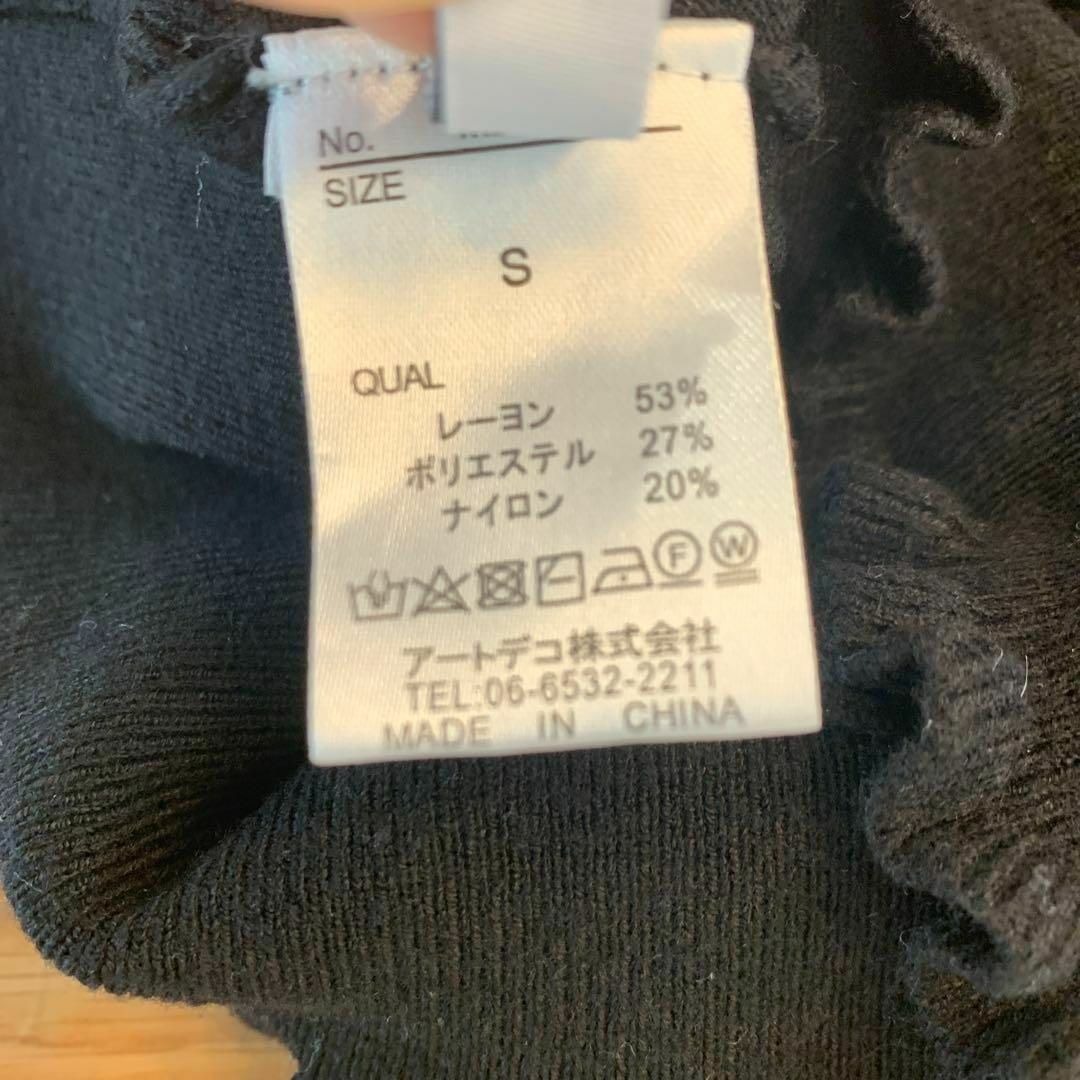 No.
SIZE
S
QUAL
レーヨン 53%
ポリエステル 27%
ナイロン 20%
F W
アートデコ株式会社
TEL:06-6532-2211
MADE IN CHINA